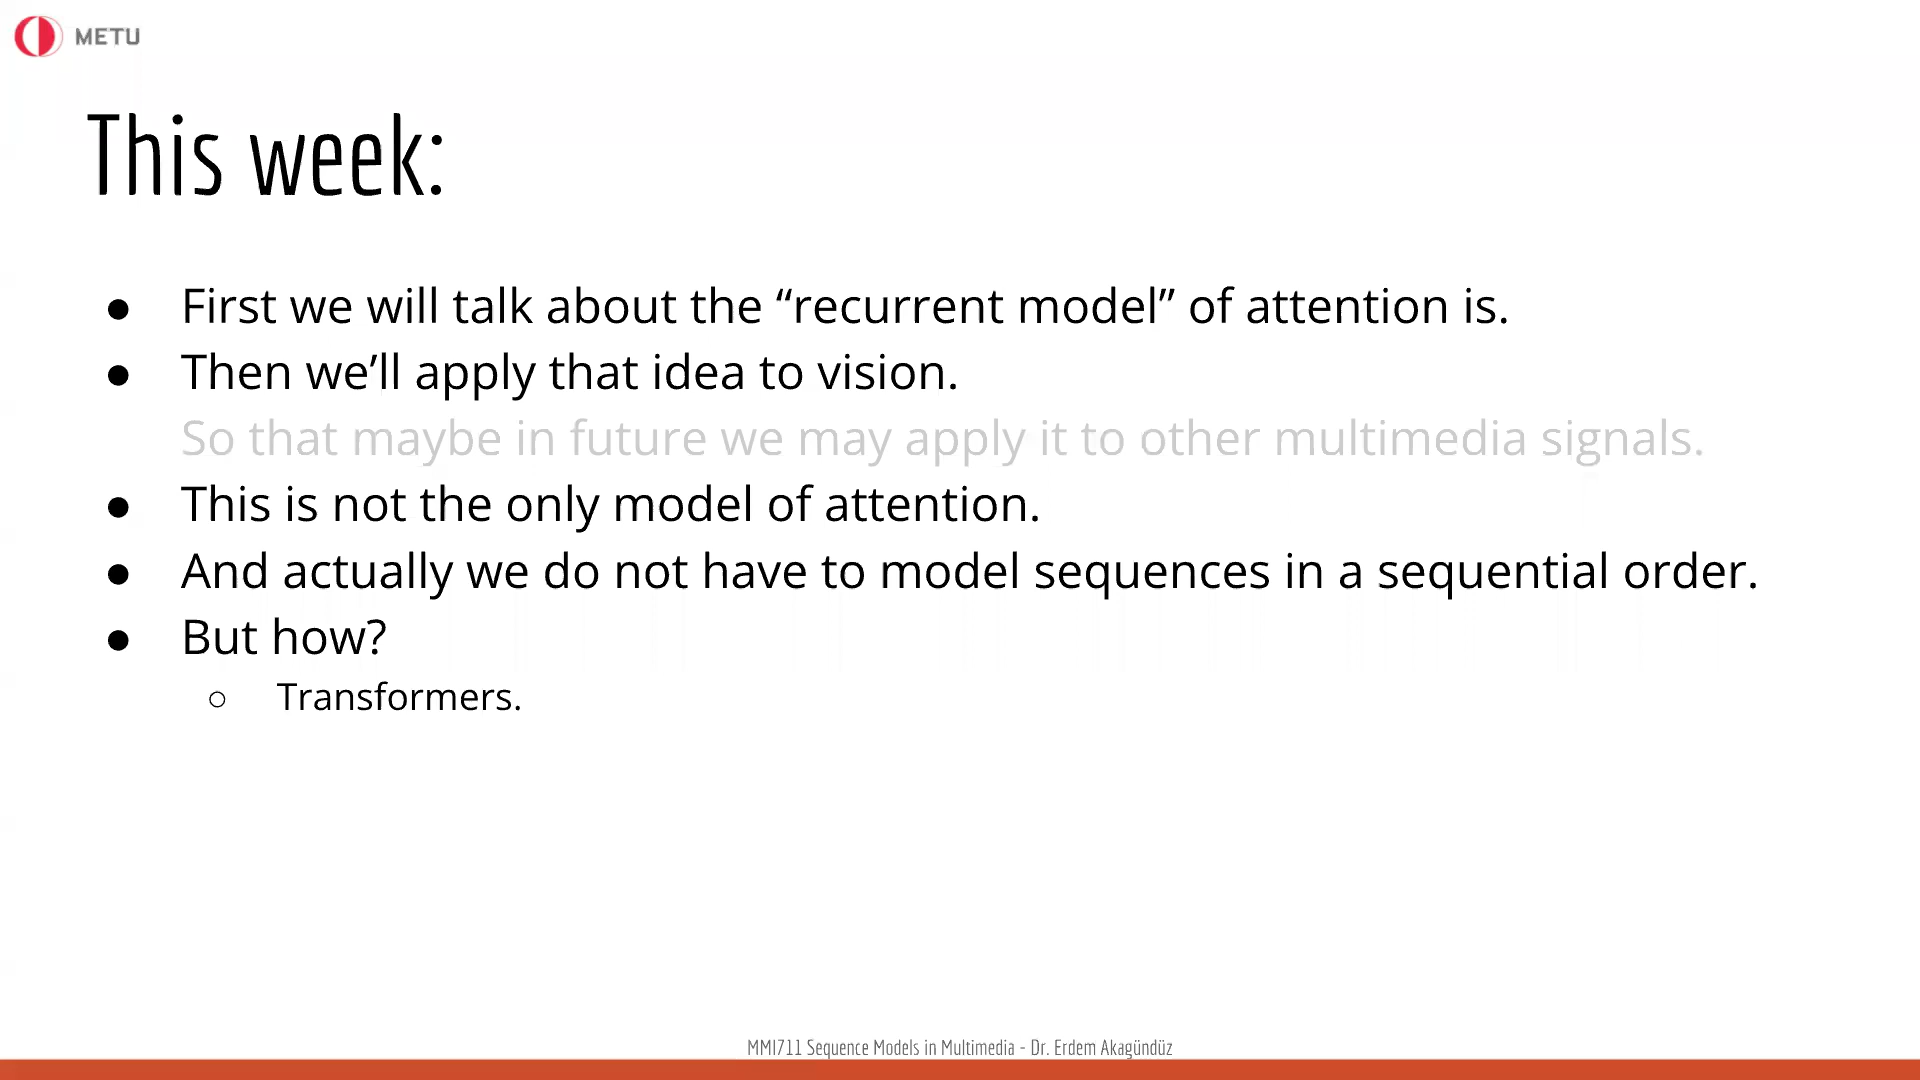 METU
This week:
● First we will talk about the “recurrent model” of attention is.
● Then we’ll apply that idea to vision.
So that maybe in future we may apply it to other multimedia signals.
● This is not the only model of attention.
● And actually we do not have to model sequences in a sequential order.
● But how?
○ Transformers.
MMI711 Sequence Models in Multimedia - Dr. Erdem Akagündüz